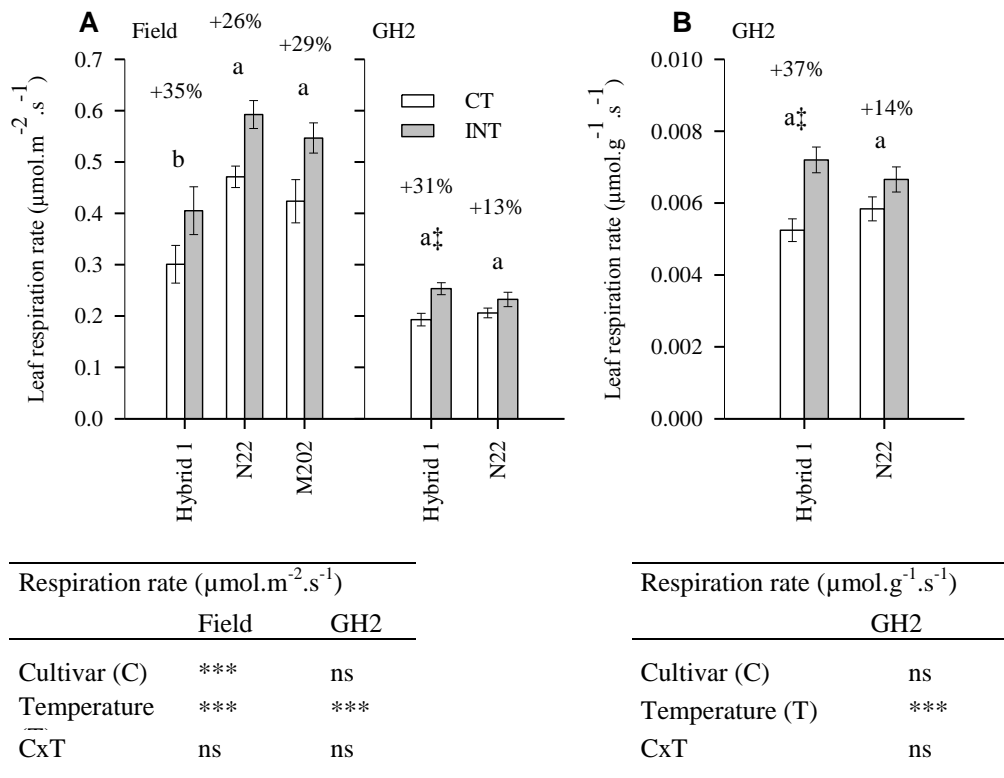 A
Field
GH2
Leaf respiration rate (µmol.m⁻².s⁻¹)
0.7
0.6
0.5
0.4
0.3
0.2
0.1
0.0
+35%
+26%
+29%
b
a
a
CT
INT
+31%
+13%
a‡
a
Hybrid 1
N22
M202
Hybrid 1
N22
B
GH2
Leaf respiration rate (µmol.g⁻¹.s⁻¹)
0.010
0.008
0.006
0.004
0.002
0.000
+37%
+14%
a‡
a
Hybrid 1
N22
Respiration rate (µmol.m⁻².s⁻¹)
Field GH2
Cultivar (C) *** ns
Temperature *** ***
CxT ns ns
Respiration rate (µmol.g⁻¹.s⁻¹)
GH2
Cultivar (C) ns
Temperature (T) ***
CxT ns